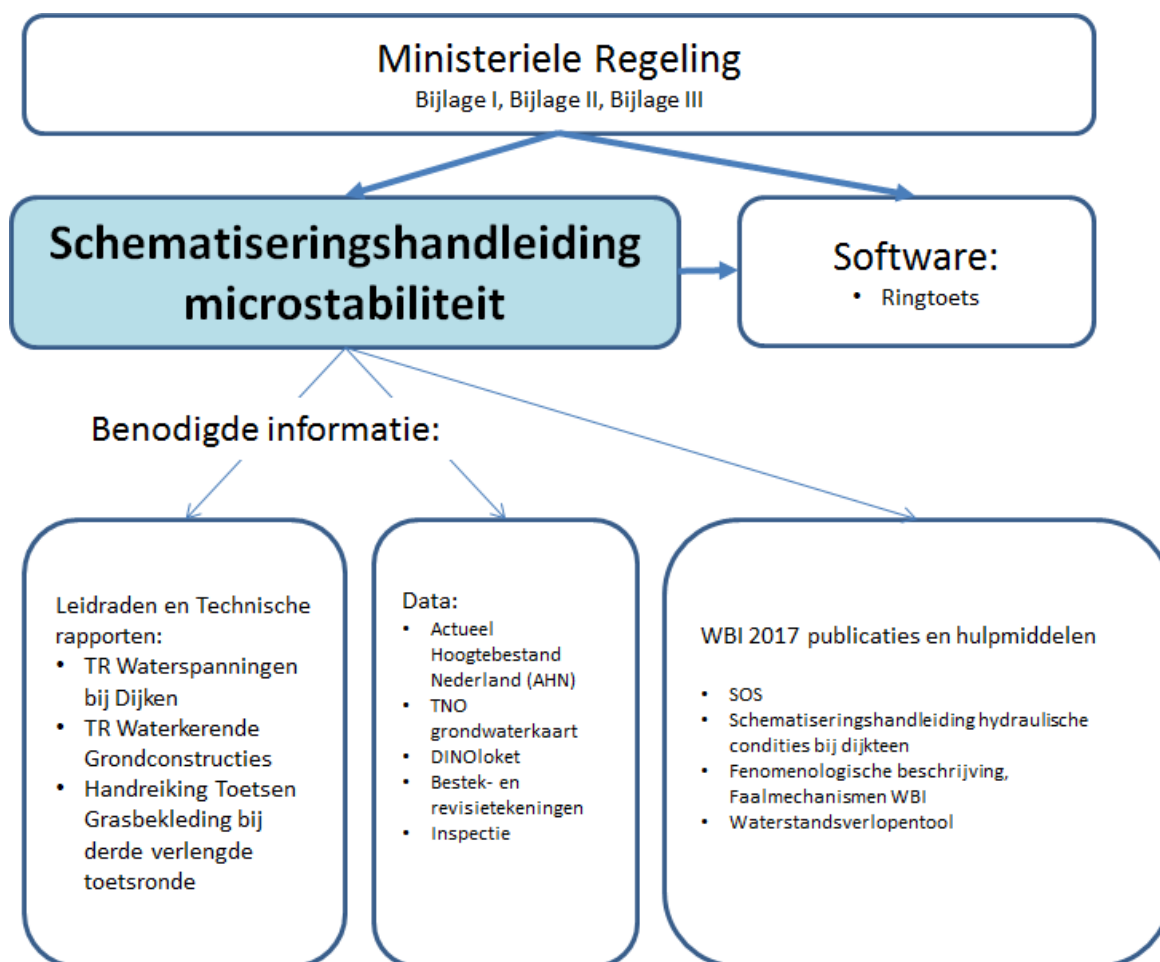 Ministeriele Regeling
Bijlage I, Bijlage II, Bijlage III
Schematiseringshandleiding
microstabiliteit
Software:
• Ringtoets
Benodigde informatie:
Leidraden en Technische
rapporten:
• TR Waterspanningen
bij Dijken
• TR Waterkerende
Grondconstructies
• Handreiking Toetsen
Grasbekleding bij
derde verlengde
toetsronde
Data:
• Actueel
Hoogtebestand
Nederland (AHN)
• TNO
grondwaterkaart
• DINOloket
• Bestek- en
revisietekeningen
• Inspectie
WBI 2017 publicaties en hulpmiddelen
• SOS
• Schematiseringshandleiding hydraulische
condities bij dijkteen
• Fenomenologische beschrijving,
Faalmechanismen WBI
• Waterstandsverlopentool